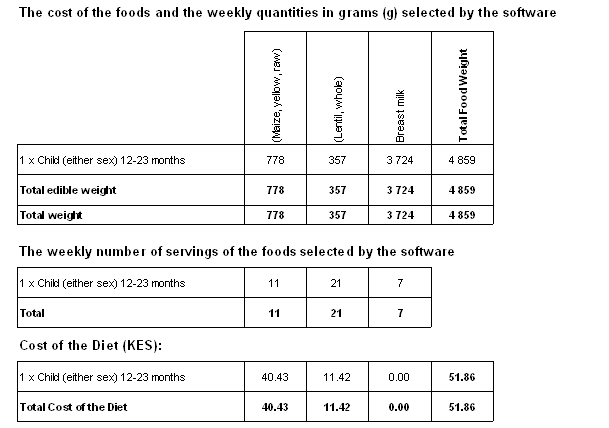 The cost of the foods and the weekly quantities in grams (g) selected by the software
(Maize, yellow, raw) (Lentil, whole) Breast milk Total Food Weight
1 x Child (either sex) 12-23 months 778 357 3 724 4 859
Total edible weight 778 357 3 724 4 859
Total weight 778 357 3 724 4 859
The weekly number of servings of the foods selected by the software
1 x Child (either sex) 12-23 months 11 21 7
Total 11 21 7
Cost of the Diet (KES):
1 x Child (either sex) 12-23 months 40.43 11.42 0.00 51.86
Total Cost of the Diet 40.43 11.42 0.00 51.86